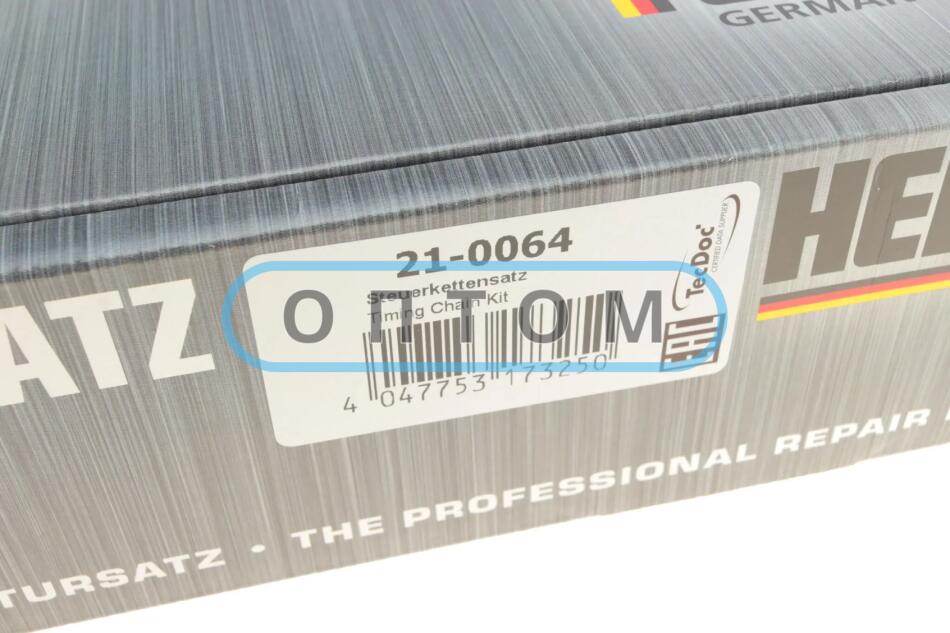 GERMAN
21-0064
Steuerkettensatz
Timing Chain Kit
4 047753 173250
TecDoc
CERTIFIED DATA SUPPLIER
EAC
ОПТОМ
ATZ
HE
TURSATZ • THE PROFESSIONAL REPAIR